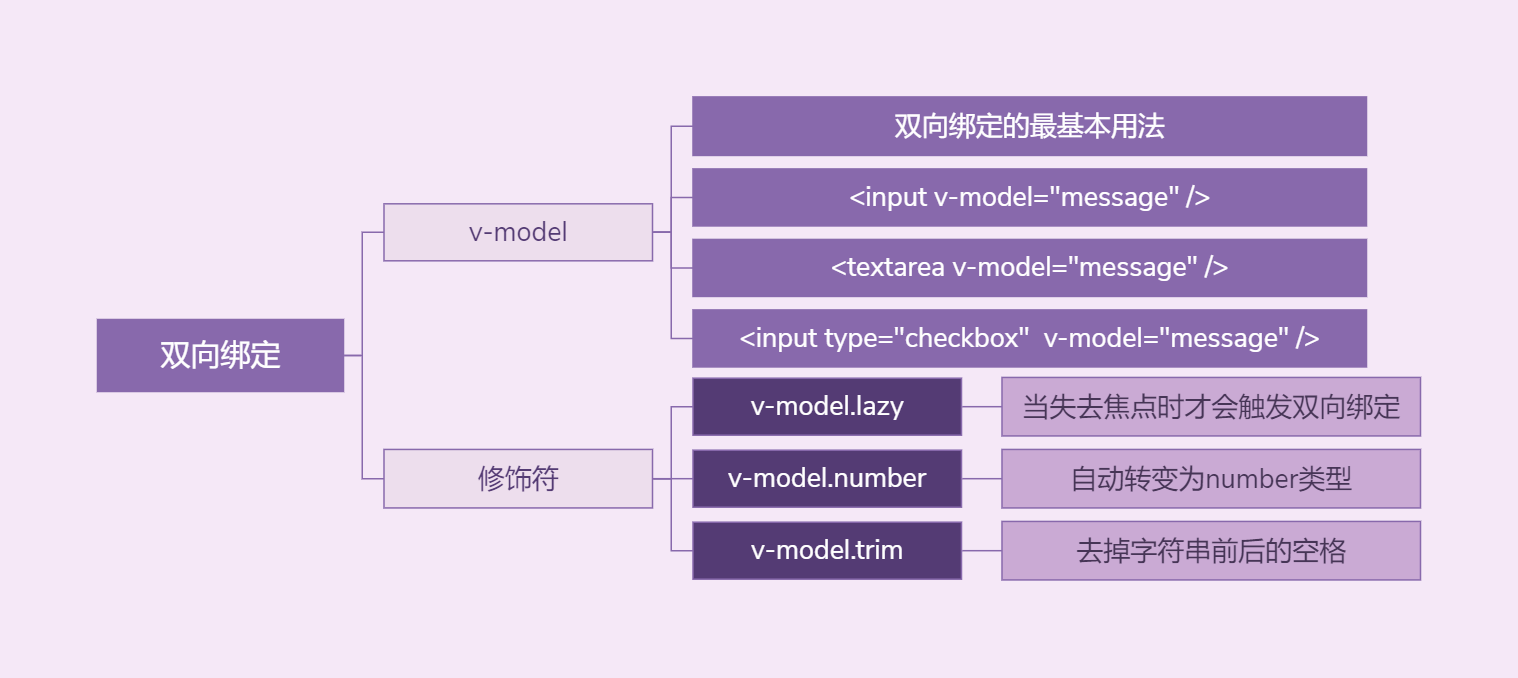 双向绑定
v-model
双向绑定的最基本用法
<input v-model="message" />
<textarea v-model="message" />
<input type="checkbox"  v-model="message" />
修饰符
v-model.lazy
当失去焦点时才会触发双向绑定
v-model.number
自动转变为number类型
v-model.trim
去掉字符串前后的空格